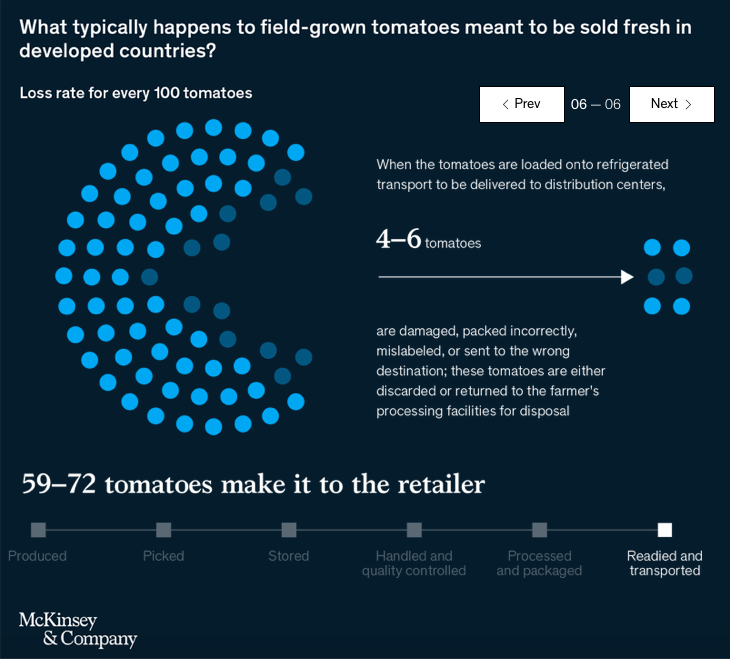 What typically happens to field-grown tomatoes meant to be sold fresh in
developed countries?
Loss rate for every 100 tomatoes
Prev
06 — 06
Next
When the tomatoes are loaded onto refrigerated
transport to be delivered to distribution centers,
4–6 tomatoes
are damaged, packed incorrectly,
mislabeled, or sent to the wrong
destination; these tomatoes are either
discarded or returned to the farmer's
processing facilities for disposal
59–72 tomatoes make it to the retailer
Produced
Picked
Stored
Handled and
quality controlled
Processed
and packaged
Readied and
transported
McKinsey
& Company